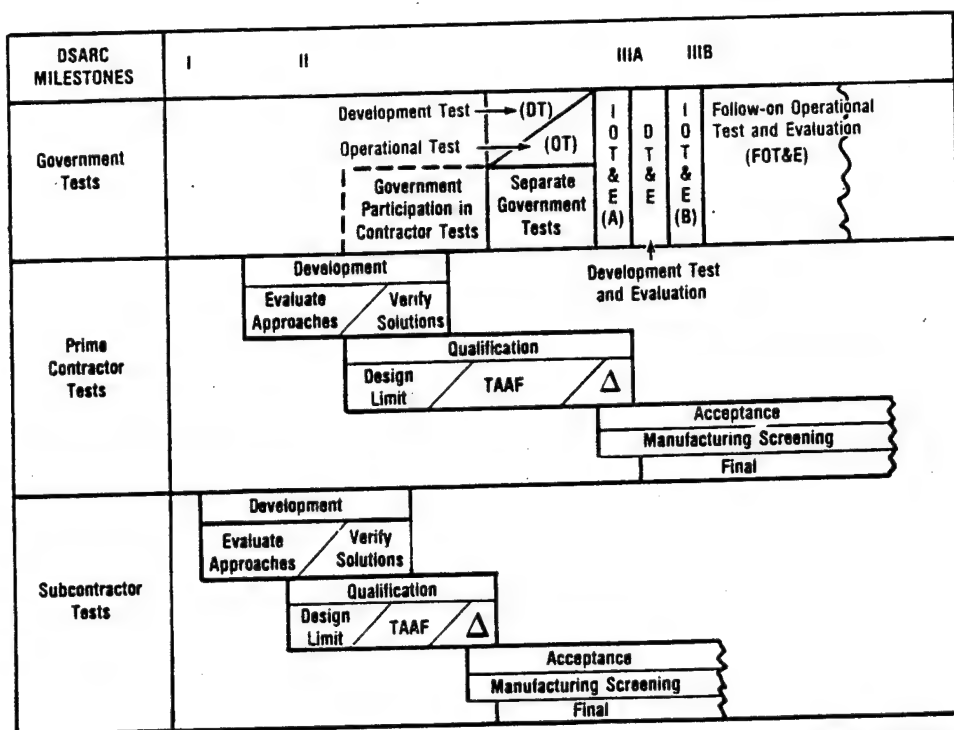 DSARC
MILESTONES
I
II
IIIA
IIIB
Government
Tests
Development Test
(DT)
Operational Test
(OT)
Government
Participation in
Contractor Tests
Separate
Government
Tests
I
O
T
&
E
(A)
D
T
&
E
I
O
T
&
E
(B)
Follow-on Operational
Test and Evaluation
(FOT&E)
Development Test
and Evaluation
Prime
Contractor
Tests
Development
Evaluate
Approaches
Verify
Solutions
Qualification
Design
Limit
TAAF
Δ
Acceptance
Manufacturing Screening
Final
Subcontractor
Tests
Development
Evaluate
Approaches
Verify
Solutions
Qualification
Design
Limit
TAAF
Δ
Acceptance
Manufacturing Screening
Final